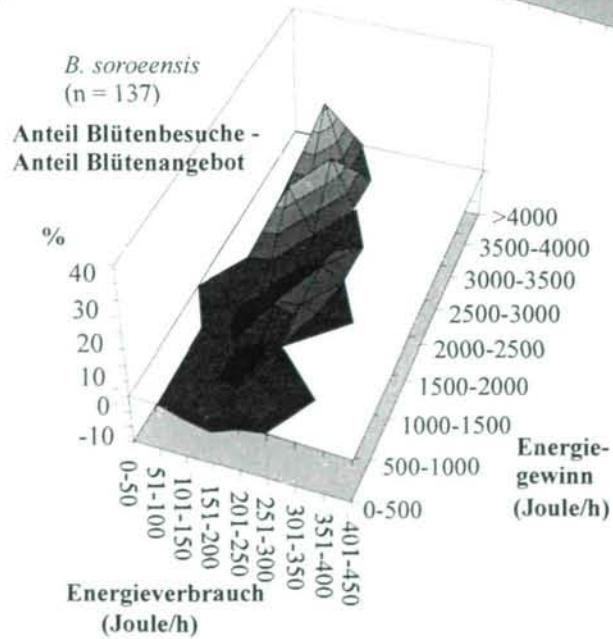 B. soroeensis
(n = 137)
Anteil Blütenbesuche -
Anteil Blütenangebot
%
40
30
20
10
0
-10
0-50
51-100
101-150
151-200
201-250
251-300
301-350
351-400
401-450
Energieverbrauch
(Joule/h)
>4000
3500-4000
3000-3500
2500-3000
2000-2500
1500-2000
1000-1500
500-1000
0-500
Energie-
gewinn
(Joule/h)